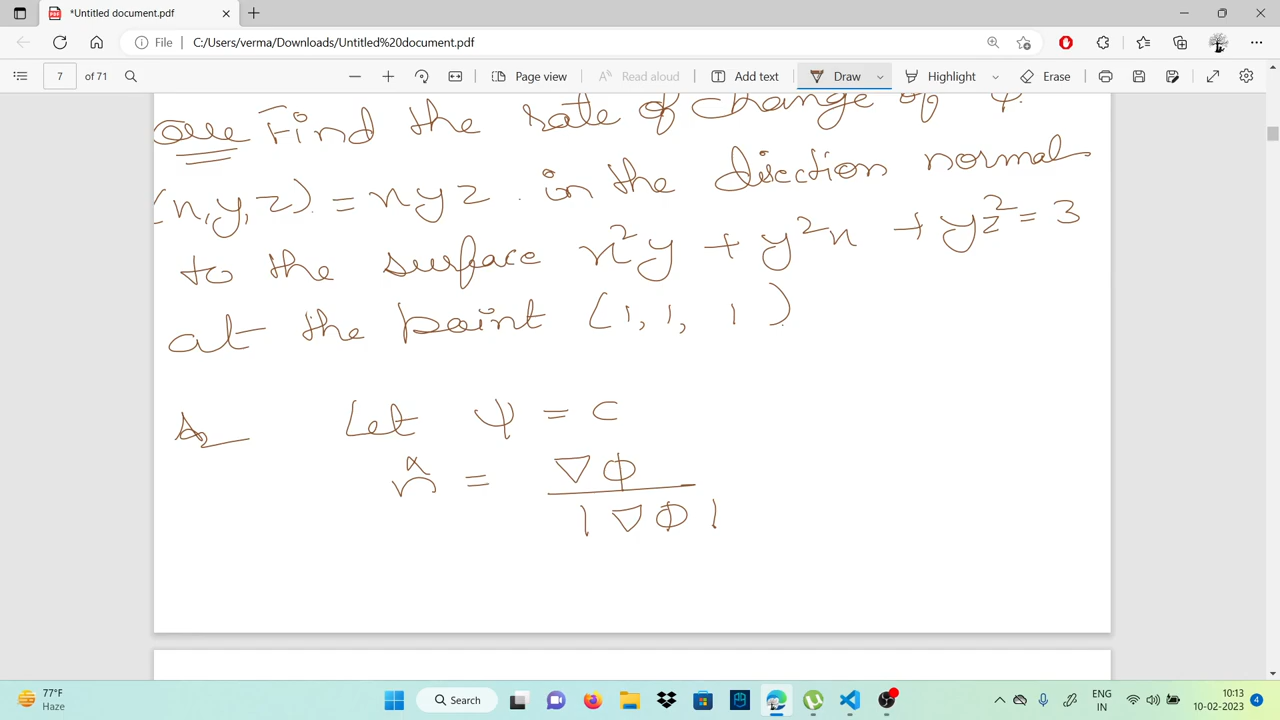 *Untitled document.pdf
File C:/Users/verma/Downloads/Untitled%20document.pdf
7 of 71 Page view Read aloud Add text Draw Highlight Erase
Que Find the rate of change of φ
(x,y,z) = xyz in the direction normal
to the surface x²y + y²x + yz² = 3
at the point (1, 1, 1)
Let ψ = c
n̂ = ∇φ
|∇φ|
77°F
Haze
Search
ENG
IN
10:13
10-02-2023
4